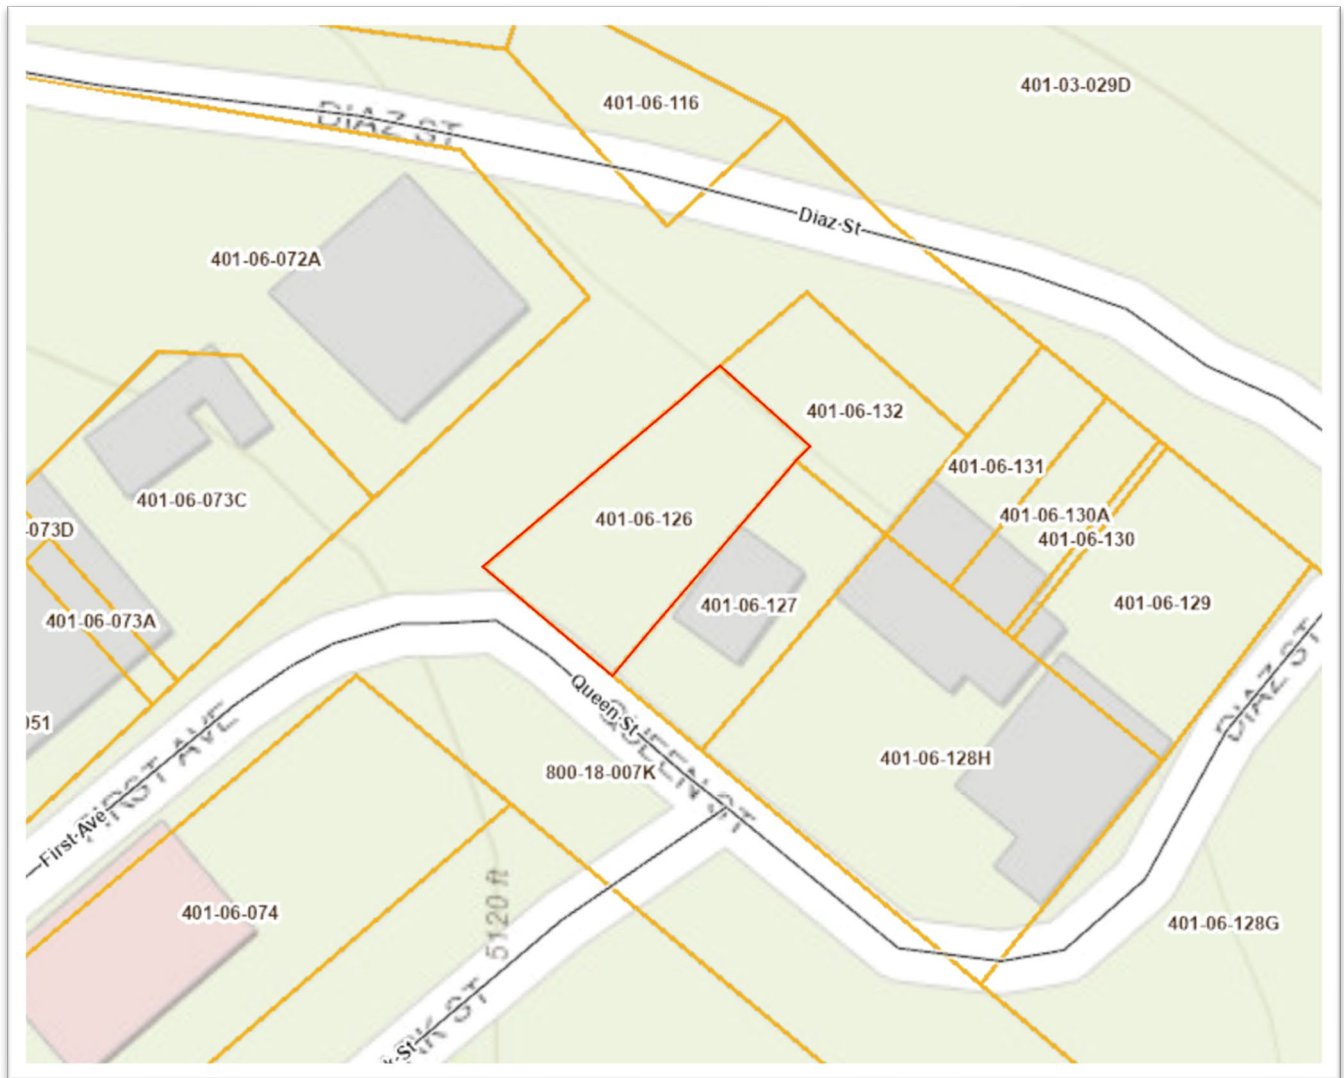 401-03-029D
401-06-116
DIAZ ST
Diaz St
401-06-072A
401-06-132
401-06-131
401-06-073C
401-06-130A
401-06-126
-073D
401-06-130
401-06-129
401-06-127
401-06-073A
DIAZ ST
Queen St
QUEEN ST
051
401-06-128H
800-18-007K
FIRST AVE
First Ave
401-06-074
401-06-128G
5120 ft
RK ST
k St